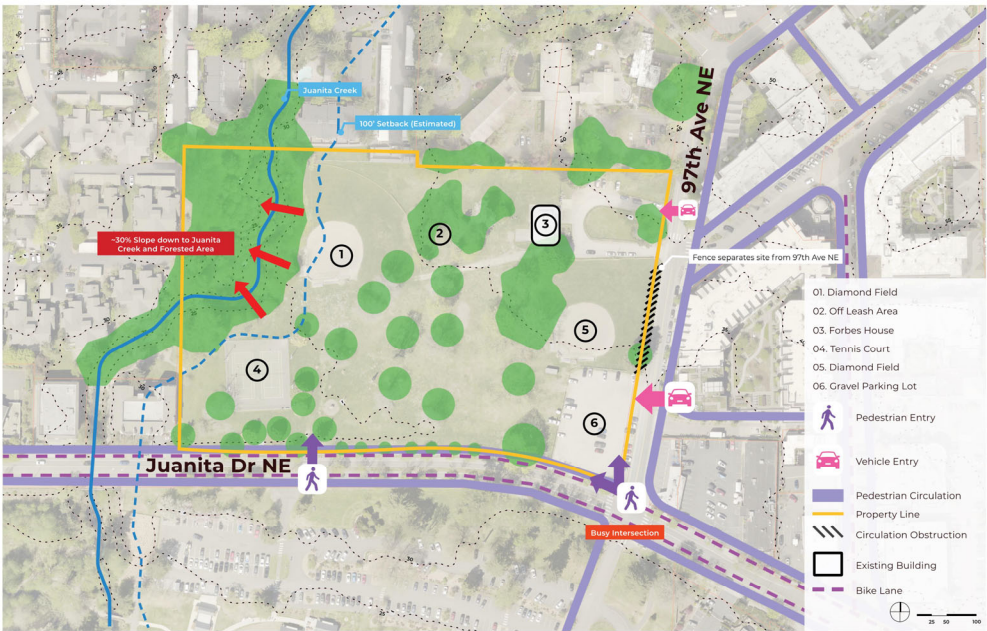 Juanita Creek
100' Setback (Estimated)
97th Ave NE
~30% Slope down to Juanita
Creek and Forested Area
1
2
3
Fence separates site from 97th Ave NE
5
4
6
Juanita Dr NE
Busy Intersection
01. Diamond Field
02. Off Leash Area
03. Forbes House
04. Tennis Court
05. Diamond Field
06. Gravel Parking Lot
Pedestrian Entry
Vehicle Entry
Pedestrian Circulation
Property Line
Circulation Obstruction
Existing Building
Bike Lane
25 50 100